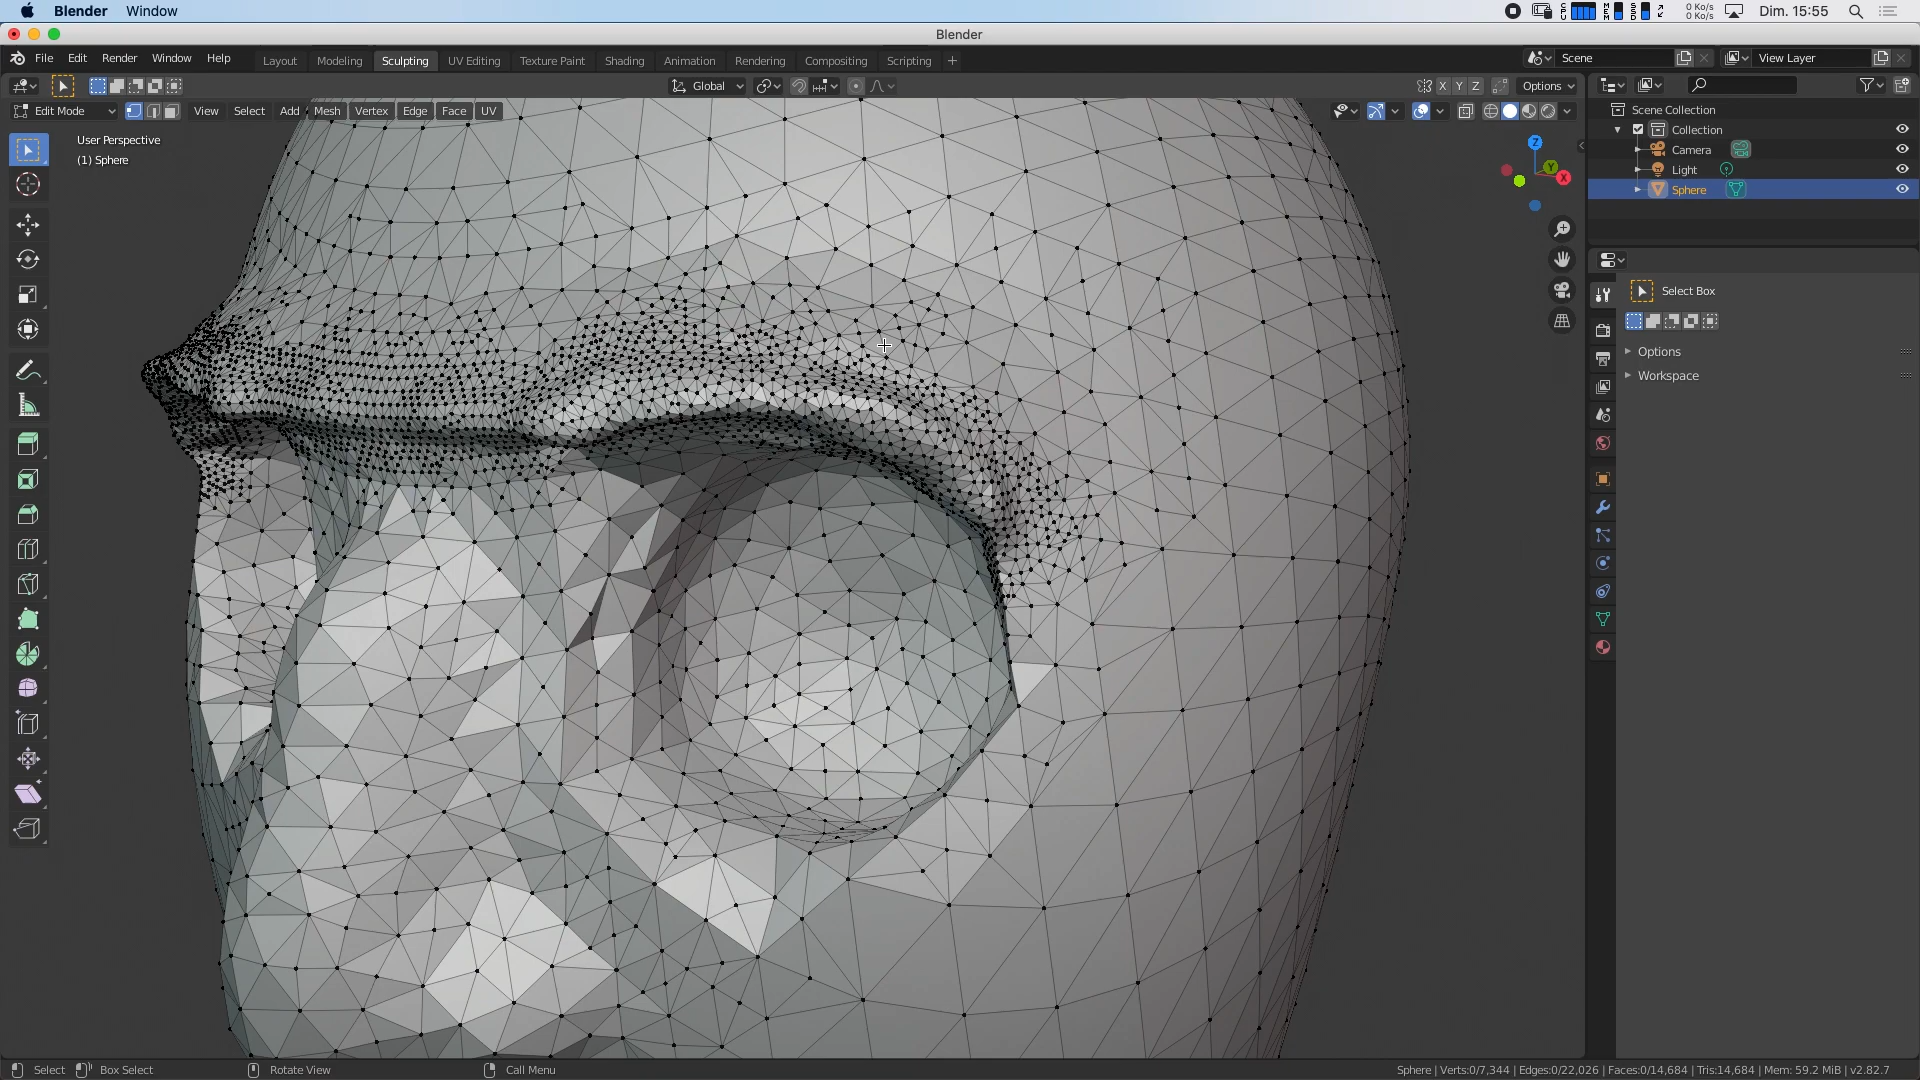 Blender Window
0 Ko/s
0 Ko/s
Dim. 15:55
CPU MEM SSD
Blender
File Edit Render Window Help
Layout Modeling Sculpting UV Editing Texture Paint Shading Animation Rendering Compositing Scripting +
Scene
View Layer
Global
X Y Z
Options
Edit Mode
View Select Add Mesh Vertex Edge Face UV
User Perspective
(1) Sphere
Z
Y
X
Scene Collection
Collection
Camera
Light
Sphere
Select Box
Options
Workspace
Select
Box Select
Rotate View
Call Menu
Sphere | Verts:0/7,344 | Edges:0/22,026 | Faces:0/14,684 | Tris:14,684 | Mem: 59.2 MiB | v2.82.7